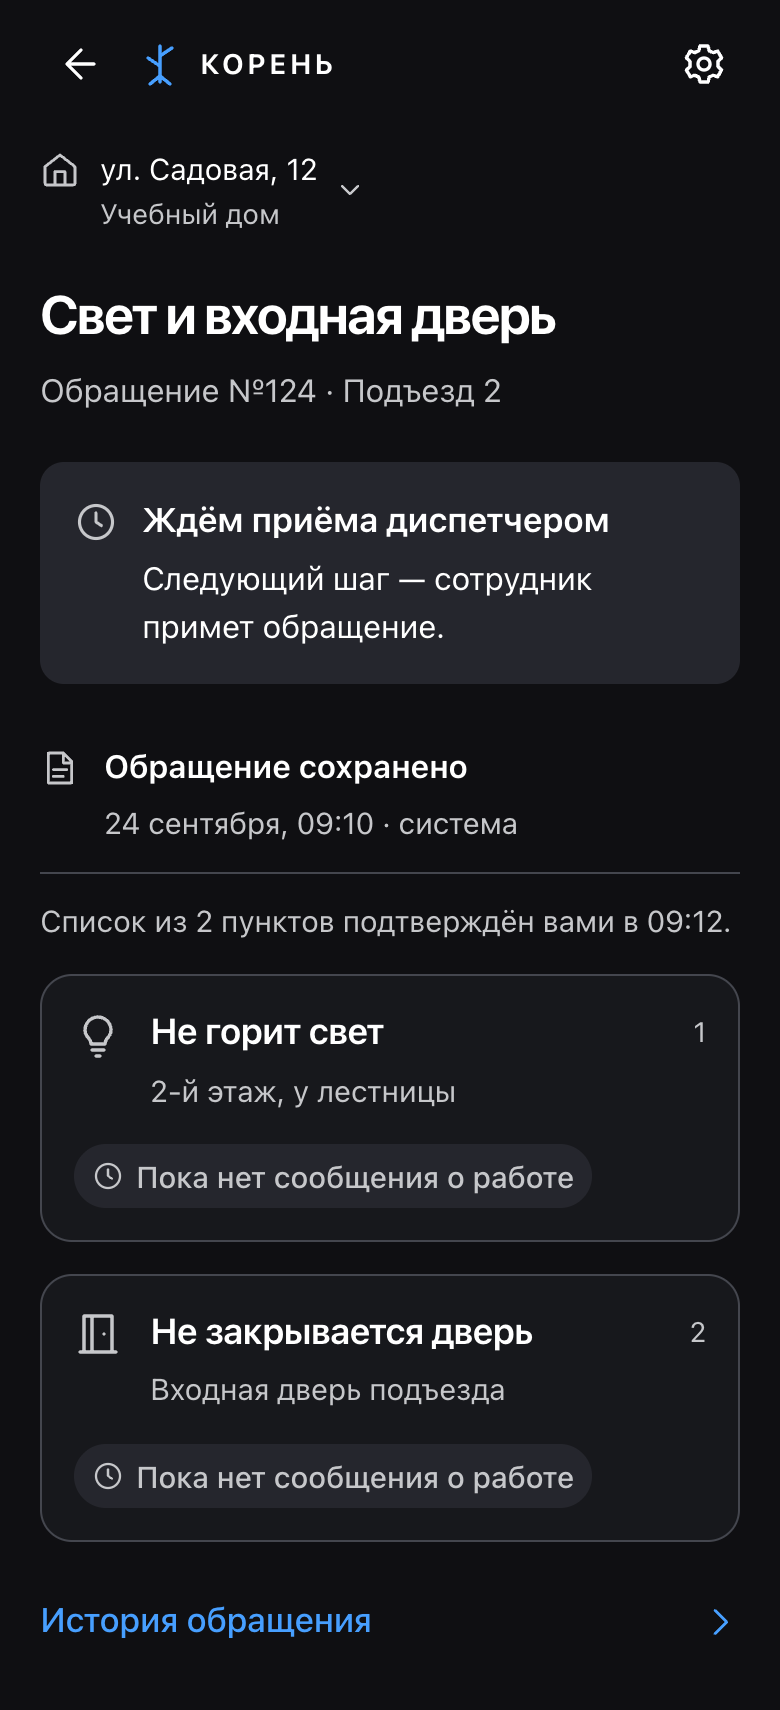 КОРЕНЬ
ул. Садовая, 12
Учебный дом
Свет и входная дверь
Обращение №124 · Подъезд 2
Ждём приёма диспетчером
Следующий шаг — сотрудник
примет обращение.
Обращение сохранено
24 сентября, 09:10 · система
Список из 2 пунктов подтверждён вами в 09:12.
Не горит свет 1
2-й этаж, у лестницы
Пока нет сообщения о работе
Не закрывается дверь 2
Входная дверь подъезда
Пока нет сообщения о работе
История обращения